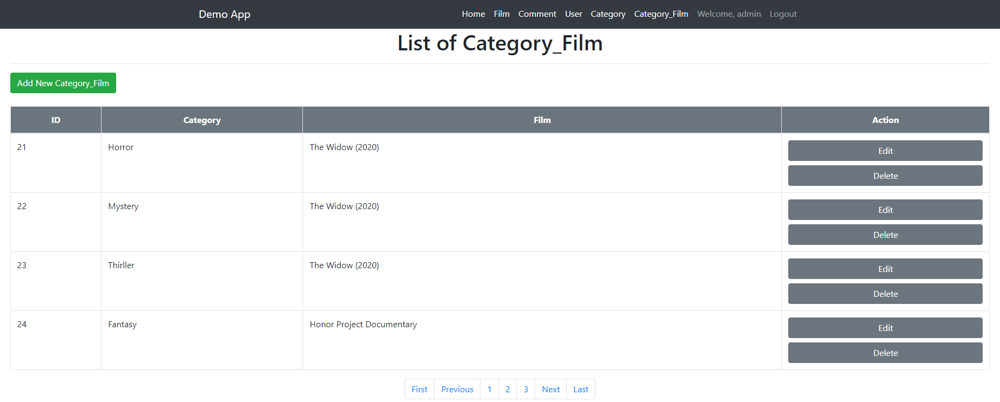 Demo App Home Film Comment User Category Category_Film Welcome, admin Logout
List of Category_Film
Add New Category_Film
ID Category Film Action
21 Horror The Widow (2020) Edit
Delete
22 Mystery The Widow (2020) Edit
Delete
23 Thirller The Widow (2020) Edit
Delete
24 Fantasy Honor Project Documentary Edit
Delete
First Previous 1 2 3 Next Last